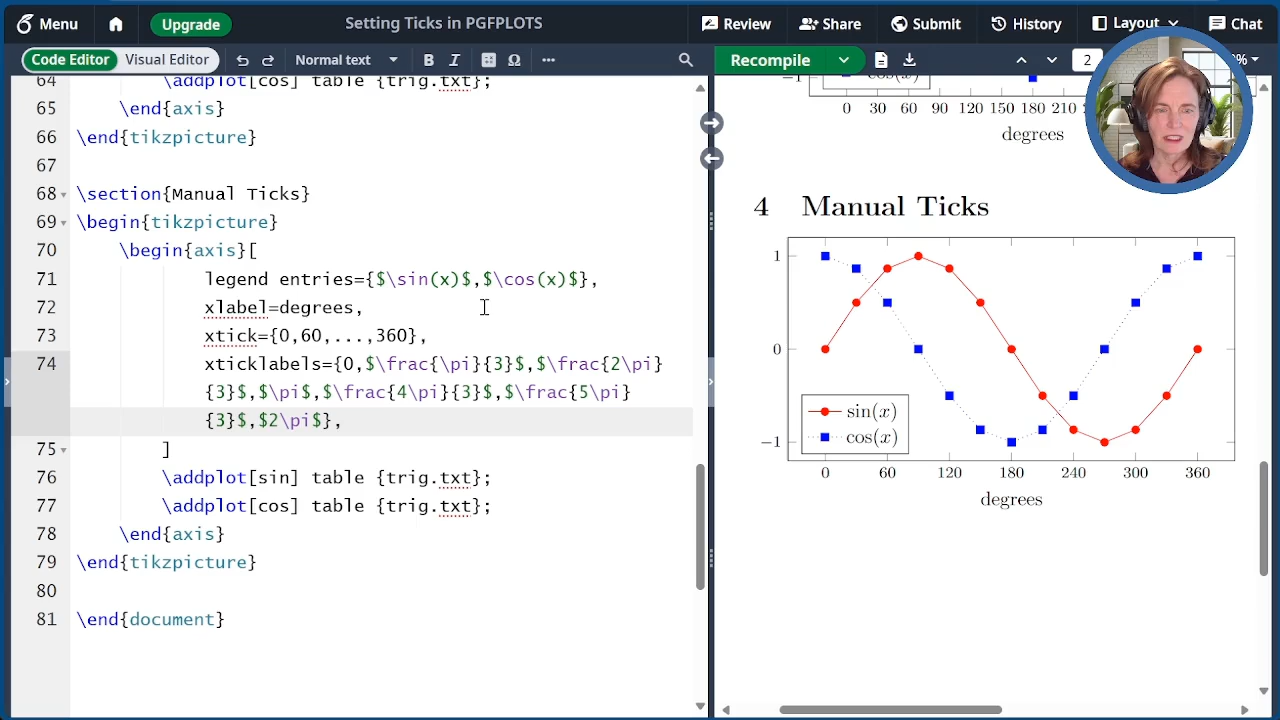 Menu Upgrade Setting Ticks in PGFPLOTS Review Share Submit History Layout Chat
Code Editor Visual Editor Normal text B I Ω Recompile 2 %
64 \addplot[cos] table {trig.txt};
65 \end{axis}
66 \end{tikzpicture}
67
68 \section{Manual Ticks}
69 \begin{tikzpicture}
70 \begin{axis}[
71 legend entries={$\sin(x)$,$\cos(x)$},
72 xlabel=degrees,
73 xtick={0,60,...,360},
74 xticklabels={0,$\frac{\pi}{3}$,$\frac{2\pi}
{3}$,$\pi$,$\frac{4\pi}{3}$,$\frac{5\pi}
{3}$,$2\pi$},
75 ]
76 \addplot[sin] table {trig.txt};
77 \addplot[cos] table {trig.txt};
78 \end{axis}
79 \end{tikzpicture}
80
81 \end{document}
−1 cos(x)
0 30 60 90 120 150 180 210
degrees
4 Manual Ticks
1
0
−1
sin(x)
cos(x)
0 60 120 180 240 300 360
degrees